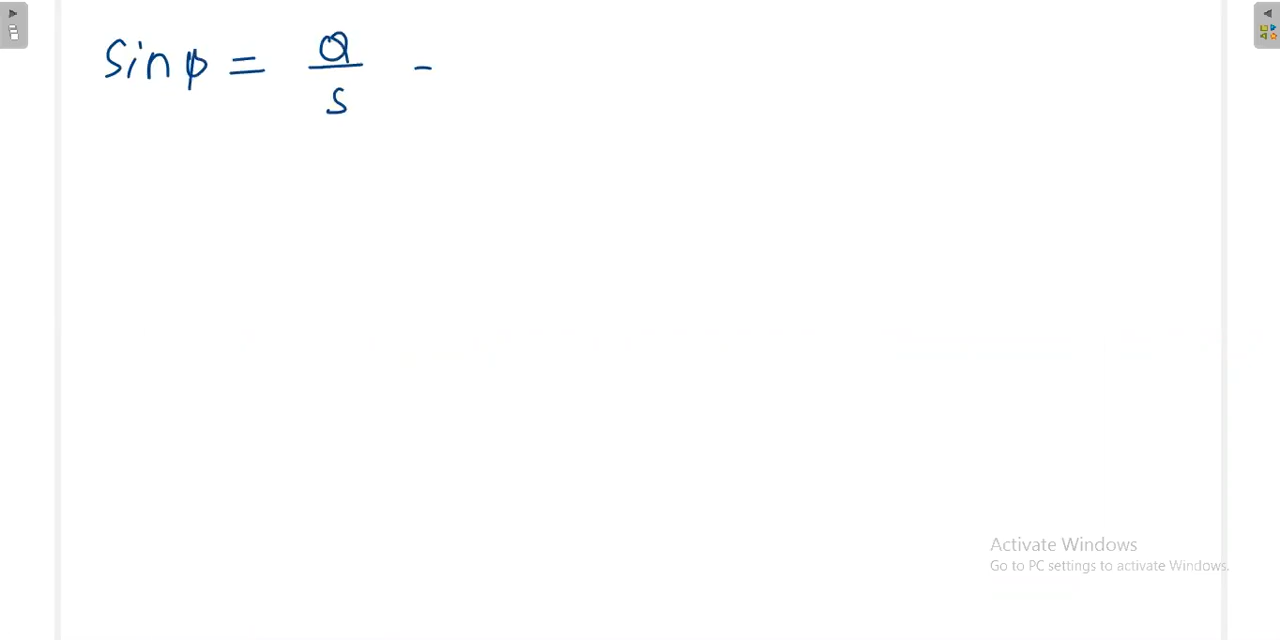 sin φ = Q/S -
Activate Windows
Go to PC settings to activate Windows.